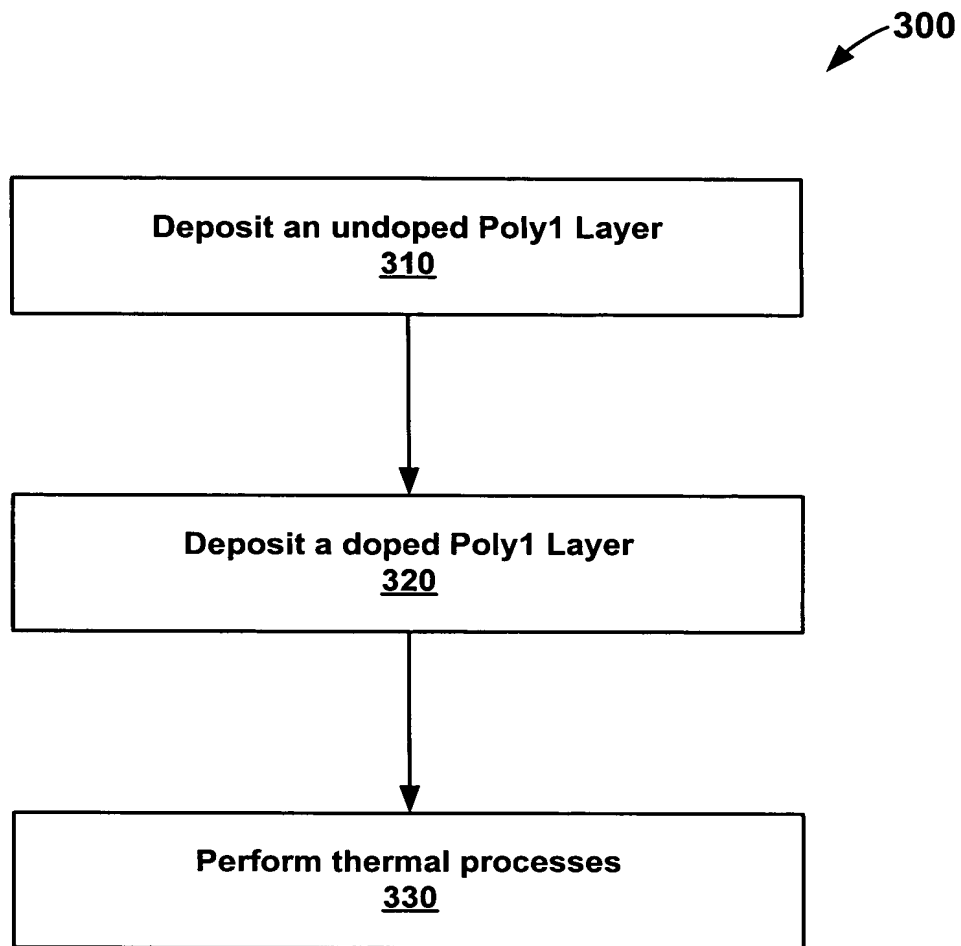 300
Deposit an undoped Poly1 Layer
310
Deposit a doped Poly1 Layer
320
Perform thermal processes
330